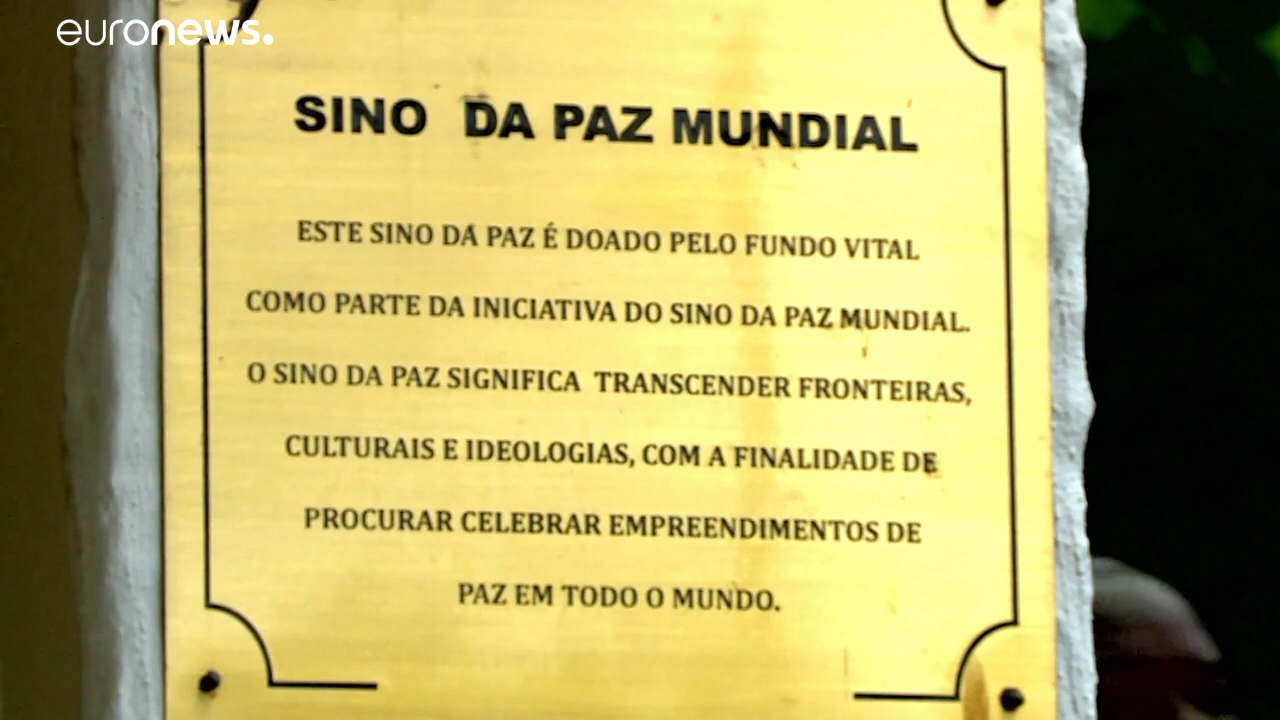 euronews.
SINO DA PAZ MUNDIAL
ESTE SINO DA PAZ É DOADO PELO FUNDO VITAL
COMO PARTE DA INICIATIVA DO SINO DA PAZ MUNDIAL.
O SINO DA PAZ SIGNIFICA TRANSCENDER FRONTEIRAS,
CULTURAIS E IDEOLOGIAS, COM A FINALIDADE DE
PROCURAR CELEBRAR EMPREENDIMENTOS DE
PAZ EM TODO O MUNDO.